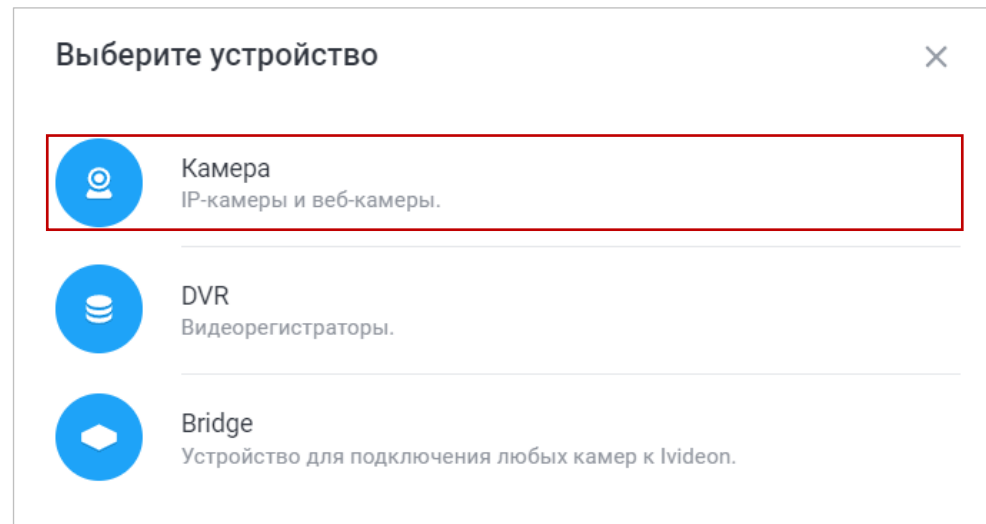 Выберите устройство
Камера
IP-камеры и веб-камеры.
DVR
Видеорегистраторы.
Bridge
Устройство для подключения любых камер к Ivideon.